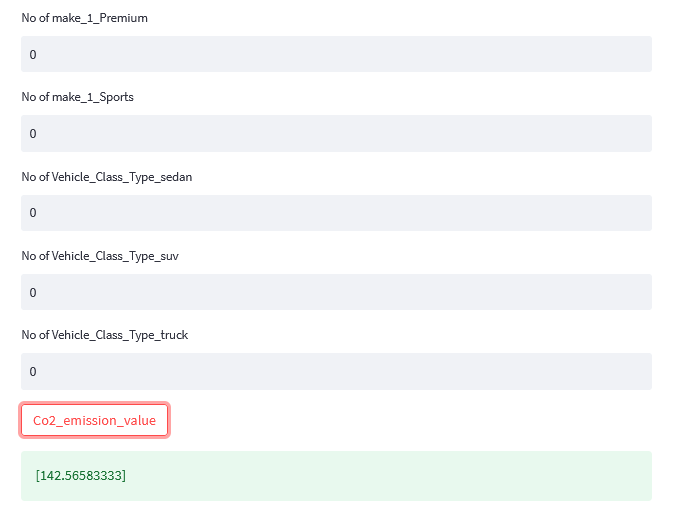 No of make_1_Premium
0
No of make_1_Sports
0
No of Vehicle_Class_Type_sedan
0
No of Vehicle_Class_Type_suv
0
No of Vehicle_Class_Type_truck
0
Co2_emission_value
[142.56583333]